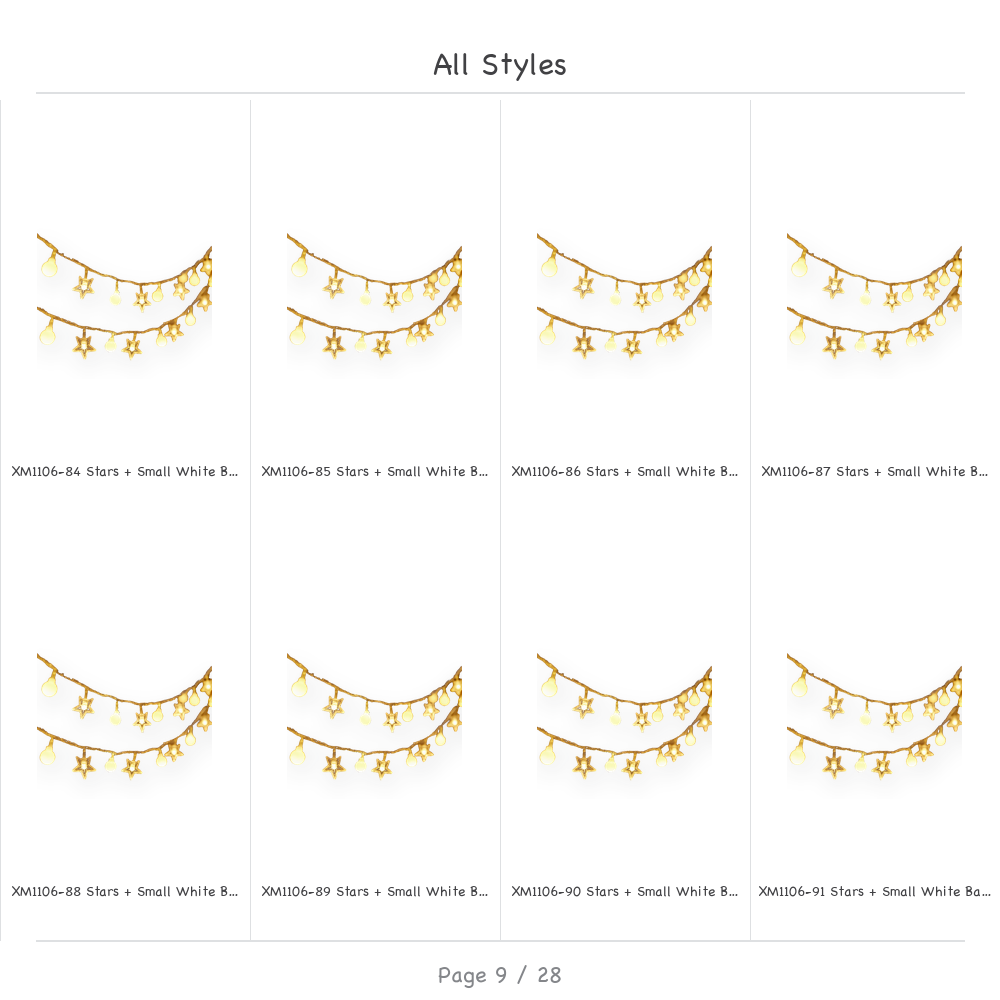 All Styles
XM1106-84 Stars + Small White B...
XM1106-85 Stars + Small White B...
XM1106-86 Stars + Small White B...
XM1106-87 Stars + Small White B...
XM1106-88 Stars + Small White B...
XM1106-89 Stars + Small White B...
XM1106-90 Stars + Small White B...
XM1106-91 Stars + Small White Ba...
Page 9 / 28